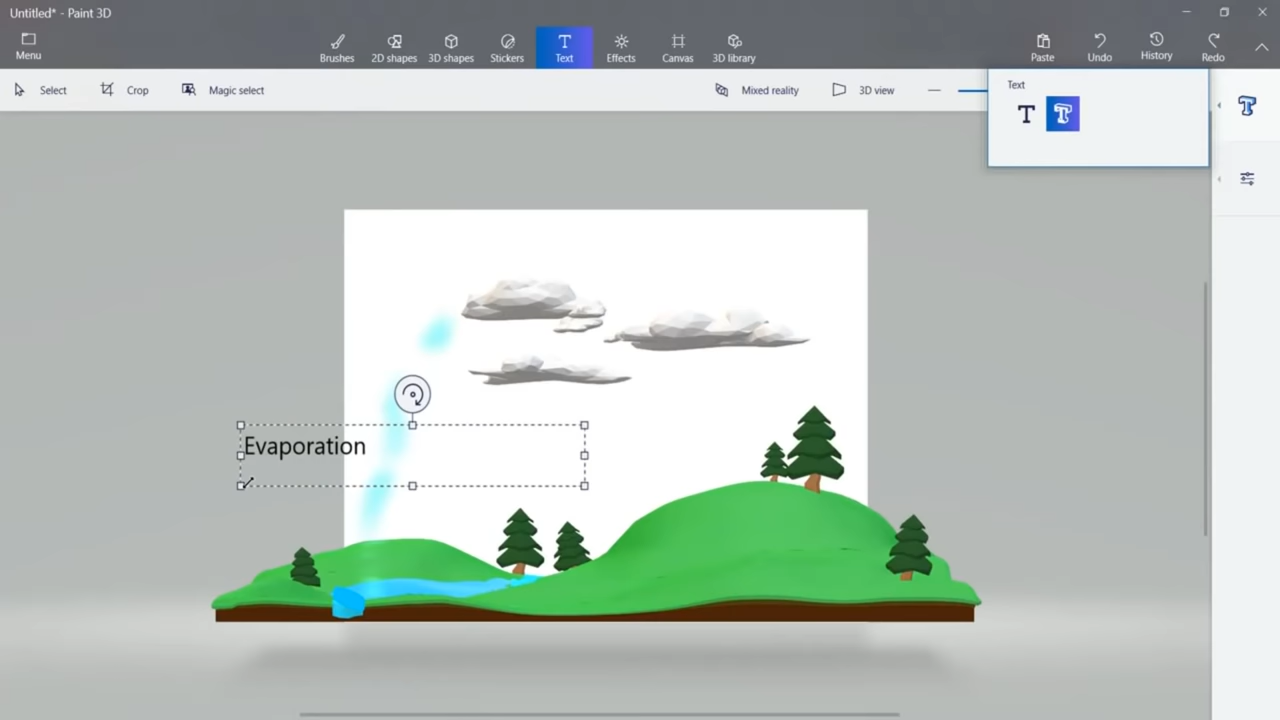 Untitled* - Paint 3D
Menu
Brushes
2D shapes
3D shapes
Stickers
Text
Effects
Canvas
3D library
Paste
Undo
History
Redo
Select
Crop
Magic select
Mixed reality
3D view
Text
Evaporation